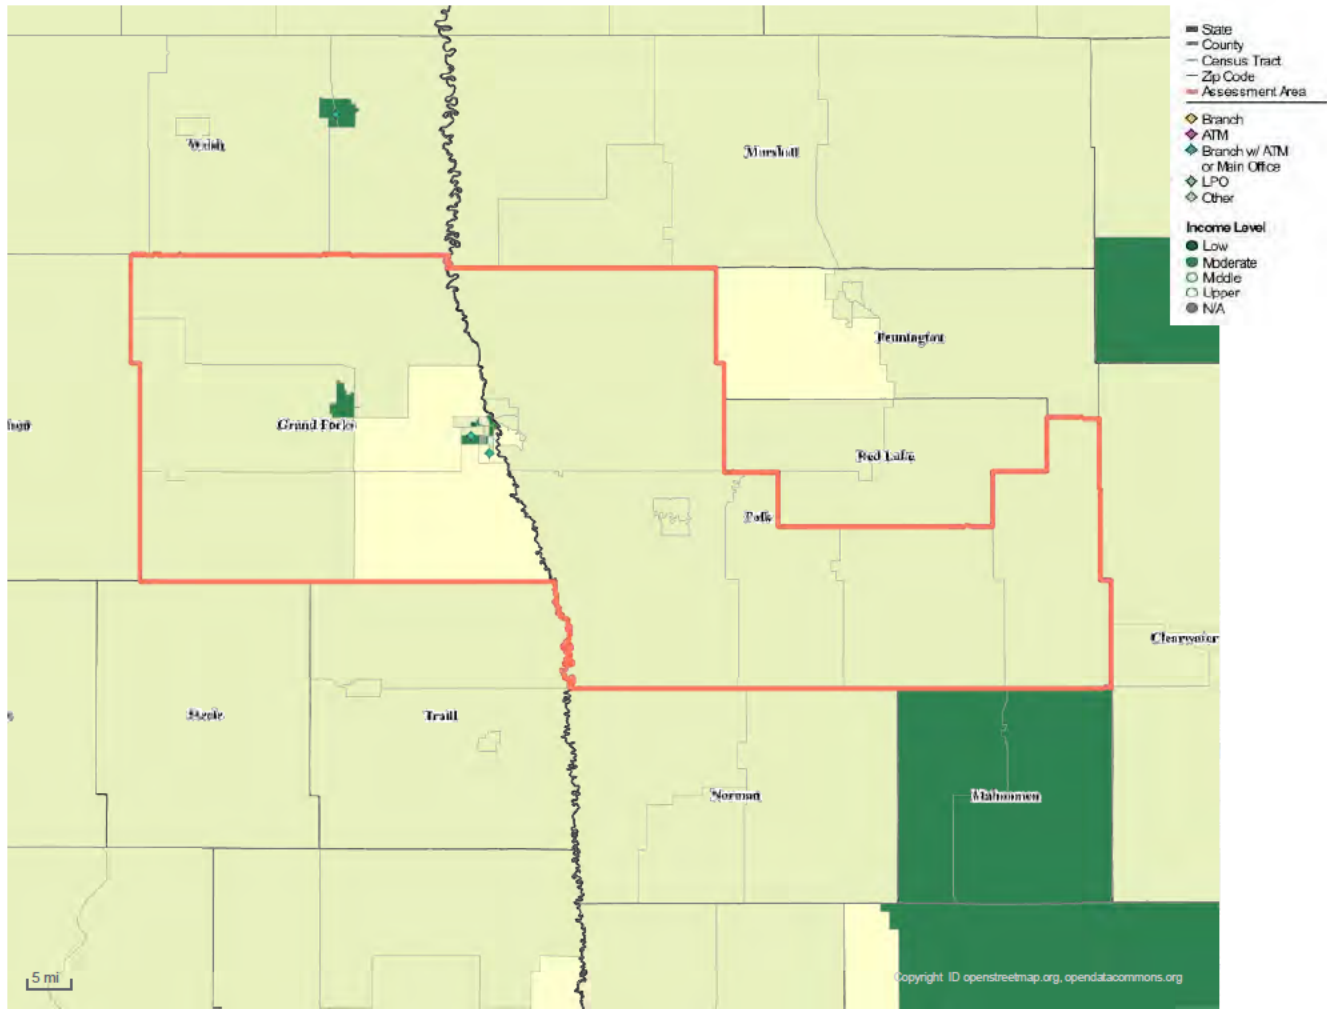 State
County
Census Tract
Zip Code
Assessment Area
Branch
ATM
Branch w/ ATM
or Main Office
LPO
Other
Income Level
Low
Moderate
Middle
Upper
N/A
Walsh
Marshall
Pennington
Grand Forks
Red Lake
Polk
Clearwater
Steele
Traill
Norman
Mahnomen
5 mi
Copyright ID openstreetmap.org, opendatacommons.org